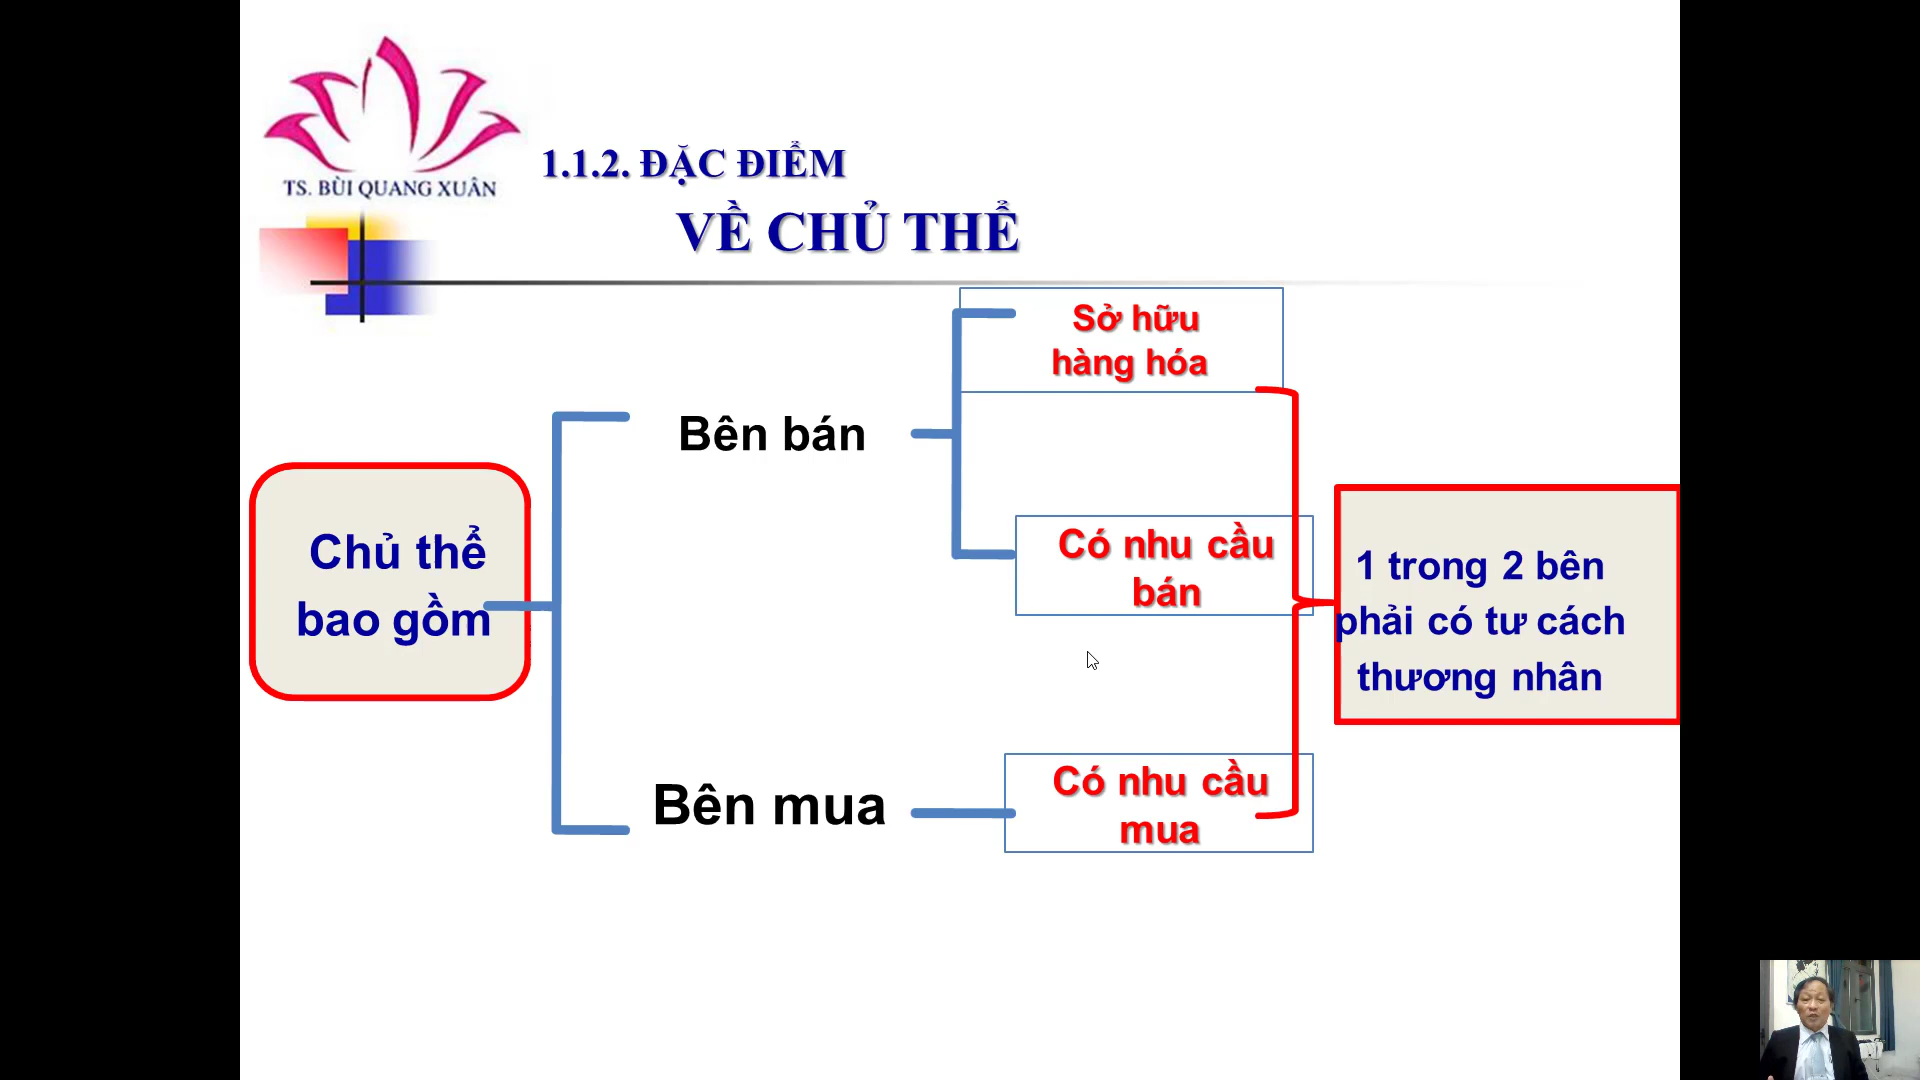 TS. BÙI QUANG XUÂN
1.1.2. ĐẶC ĐIỂM
VỀ CHỦ THỂ
Sở hữu
hàng hóa
Bên bán
Chủ thể
bao gồm
Có nhu cầu
bán
1 trong 2 bên
phải có tư cách
thương nhân
Bên mua
Có nhu cầu
mua